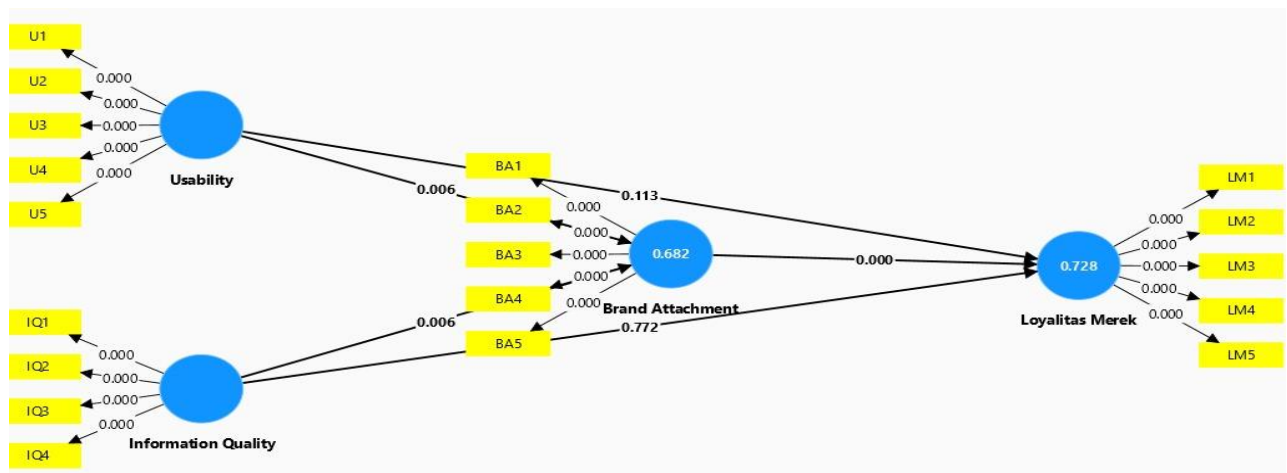 U1
0.000
U2
0.000
U3
0.000
U4
0.000
0.000
U5
Usability
IQ1
0.000
IQ2
0.000
IQ3
0.000
0.000
IQ4
Information Quality
0.006
0.006
BA1
0.000
BA2
0.000
BA3
0.000
BA4
0.000
0.000
BA5
0.682
Brand Attachment
0.113
0.000
0.772
0.728
Loyalitas Merek
LM1
0.000
LM2
0.000
LM3
0.000
LM4
0.000
0.000
LM5